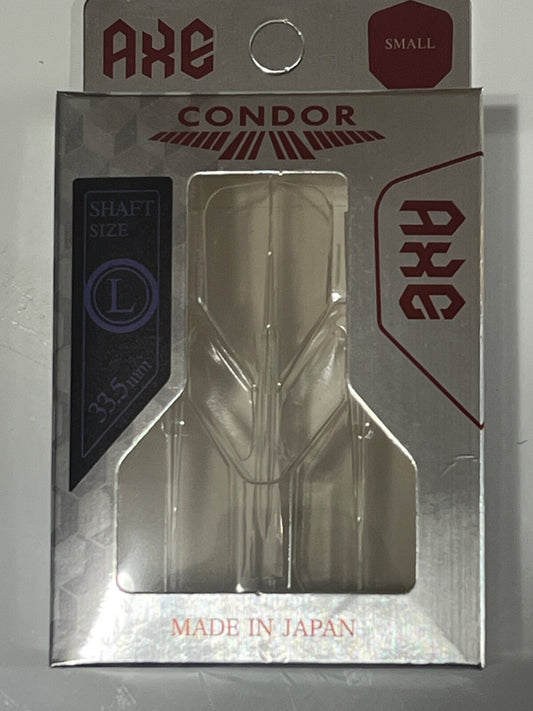 AXE
SMALL
CONDOR
SHAFT
SIZE
L
33.5mm
AXE
MADE IN JAPAN